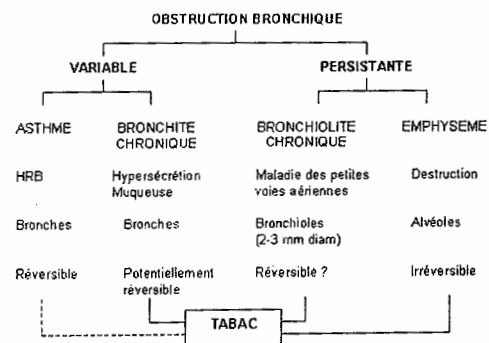 OBSTRUCTION BRONCHIQUE
VARIABLE PERSISTANTE
ASTHME BRONCHITE BRONCHIOLITE EMPHYSEME
CHRONIQUE CHRONIQUE
HRB Hypersécrétion Maladie des petites Destruction
Muqueuse voies aériennes
Bronches Bronches Bronchioles Alvéoles
(2-3 mm diam)
Réversible Potentiellement Réversible ? Irréversible
réversible
TABAC